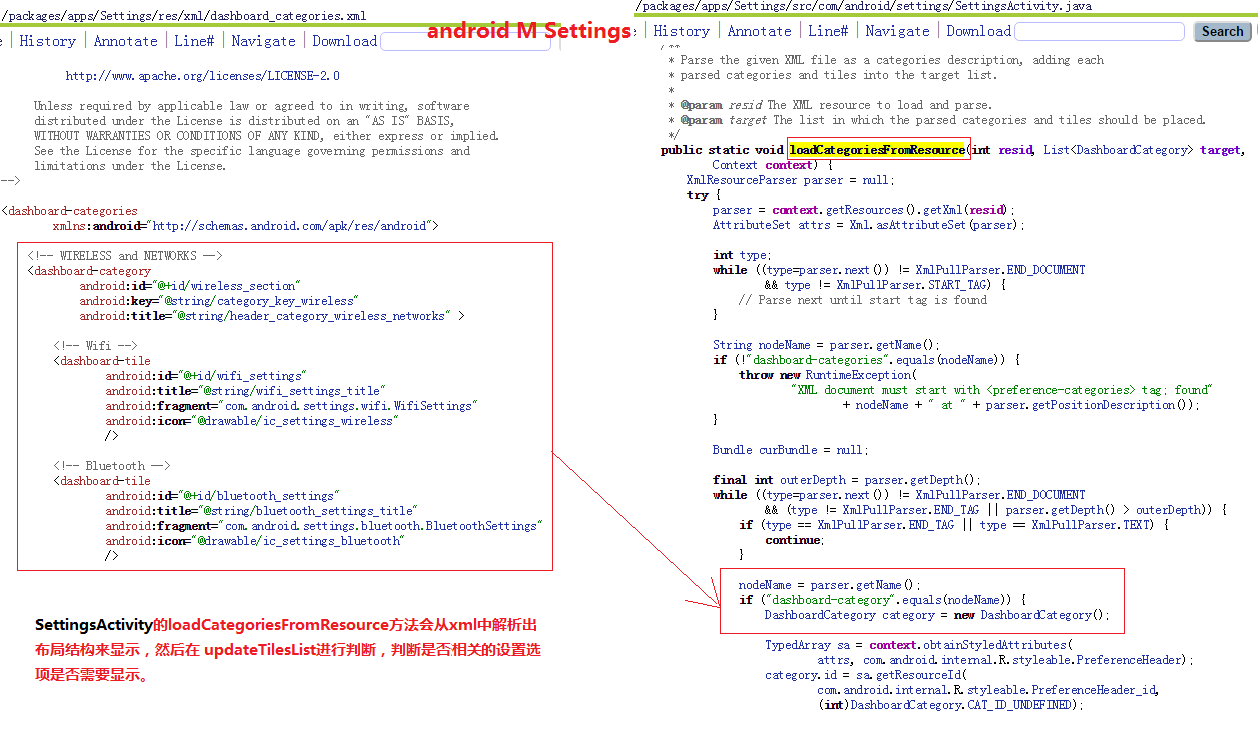 /packages/apps/Settings/res/xml/dashboard_categories.xml
History | Annotate | Line# | Navigate | Download
android M Settings
http://www.apache.org/licenses/LICENSE-2.0
Unless required by applicable law or agreed to in writing, software
distributed under the License is distributed on an "AS IS" BASIS,
WITHOUT WARRANTIES OR CONDITIONS OF ANY KIND, either express or implied.
See the License for the specific language governing permissions and
limitations under the License.
-->
<dashboard-categories
xmlns:android="http://schemas.android.com/apk/res/android">
<!-- WIRELESS and NETWORKS -->
<dashboard-category
android:id="@+id/wireless_section"
android:key="@string/category_key_wireless"
android:title="@string/header_category_wireless_networks" >
<!-- Wifi -->
<dashboard-tile
android:id="@+id/wifi_settings"
android:title="@string/wifi_settings_title"
android:fragment="com.android.settings.wifi.WifiSettings"
android:icon="@drawable/ic_settings_wireless"
/>
<!-- Bluetooth -->
<dashboard-tile
android:id="@+id/bluetooth_settings"
android:title="@string/bluetooth_settings_title"
android:fragment="com.android.settings.bluetooth.BluetoothSettings"
android:icon="@drawable/ic_settings_bluetooth"
/>
SettingsActivity的loadCategoriesFromResource方法会从xml中解析出
布局结构来显示，然后在 updateTilesList进行判断，判断是否相关的设置选
项是否需要显示。
/packages/apps/Settings/src/com/android/settings/SettingsActivity.java
| History | Annotate | Line# | Navigate | Download Search
/**
* Parse the given XML file as a categories description, adding each
* parsed categories and tiles into the target list.
*
* @param resid The XML resource to load and parse.
* @param target The list in which the parsed categories and tiles should be placed.
*/
public static void loadCategoriesFromResource(int resid, List<DashboardCategory> target,
Context context) {
XmlResourceParser parser = null;
try {
parser = context.getResources().getXml(resid);
AttributeSet attrs = Xml.asAttributeSet(parser);
int type;
while ((type=parser.next()) != XmlPullParser.END_DOCUMENT
&& type != XmlPullParser.START_TAG) {
// Parse next until start tag is found
}
String nodeName = parser.getName();
if (!"dashboard-categories".equals(nodeName)) {
throw new RuntimeException(
"XML document must start with <preference-categories> tag; found"
+ nodeName + " at " + parser.getPositionDescription());
}
Bundle curBundle = null;
final int outerDepth = parser.getDepth();
while ((type=parser.next()) != XmlPullParser.END_DOCUMENT
&& (type != XmlPullParser.END_TAG || parser.getDepth() > outerDepth)) {
if (type == XmlPullParser.END_TAG || type == XmlPullParser.TEXT) {
continue;
}
nodeName = parser.getName();
if ("dashboard-category".equals(nodeName)) {
DashboardCategory category = new DashboardCategory();
TypedArray sa = context.obtainStyledAttributes(
attrs, com.android.internal.R.styleable.PreferenceHeader);
category.id = sa.getResourceId(
com.android.internal.R.styleable.PreferenceHeader_id,
(int)DashboardCategory.CAT_ID_UNDEFINED);